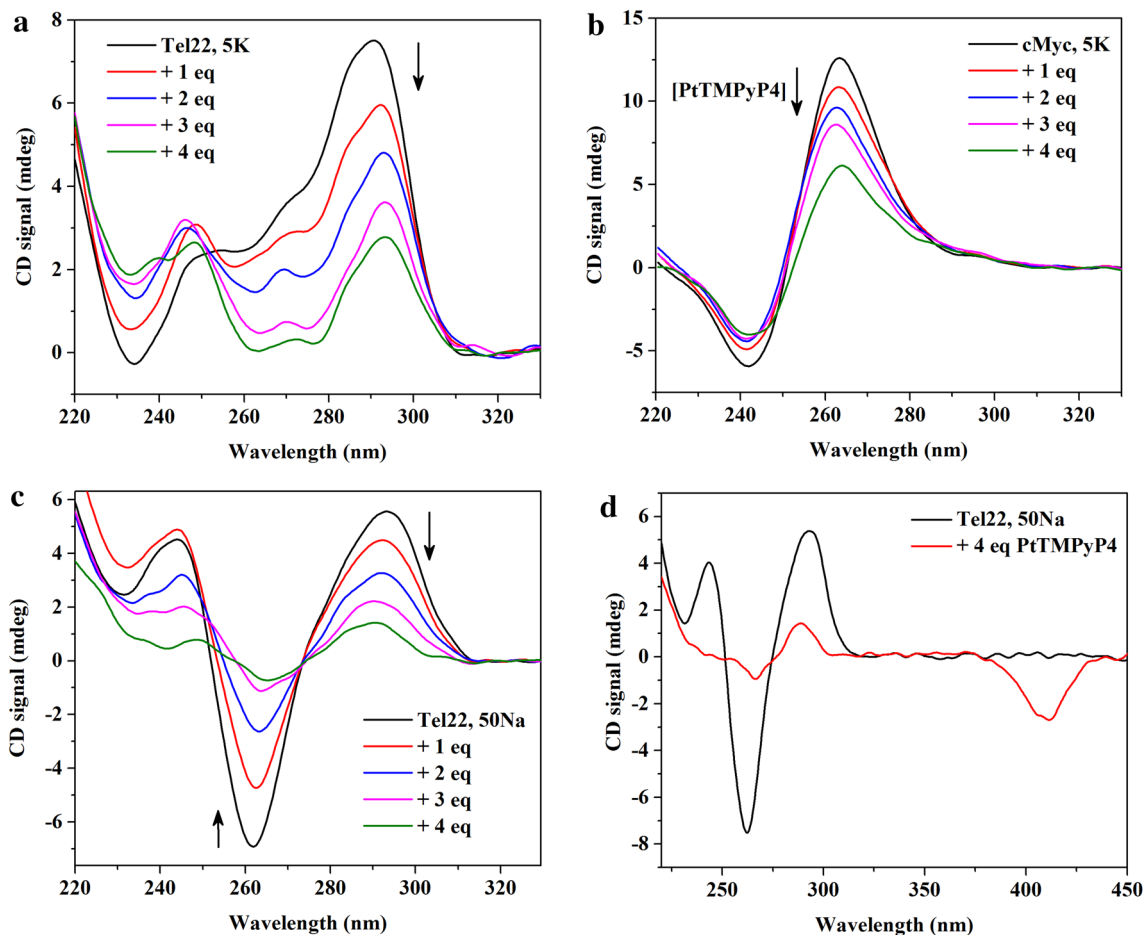 a
8
6
4
2
0
CD signal (mdeg)
Tel22, 5K
+ 1 eq
+ 2 eq
+ 3 eq
+ 4 eq
220 240 260 280 300 320
Wavelength (nm)
b
15
10
5
0
-5
CD signal (mdeg)
[PtTMPyP4]
cMyc, 5K
+ 1 eq
+ 2 eq
+ 3 eq
+ 4 eq
220 240 260 280 300 320
Wavelength (nm)
c
6
4
2
0
-2
-4
-6
CD signal (mdeg)
Tel22, 50Na
+ 1 eq
+ 2 eq
+ 3 eq
+ 4 eq
220 240 260 280 300 320
Wavelength (nm)
d
6
4
2
0
-2
-4
-6
-8
CD signal (mdeg)
Tel22, 50Na
+ 4 eq PtTMPyP4
250 300 350 400 450
Wavelength (nm)